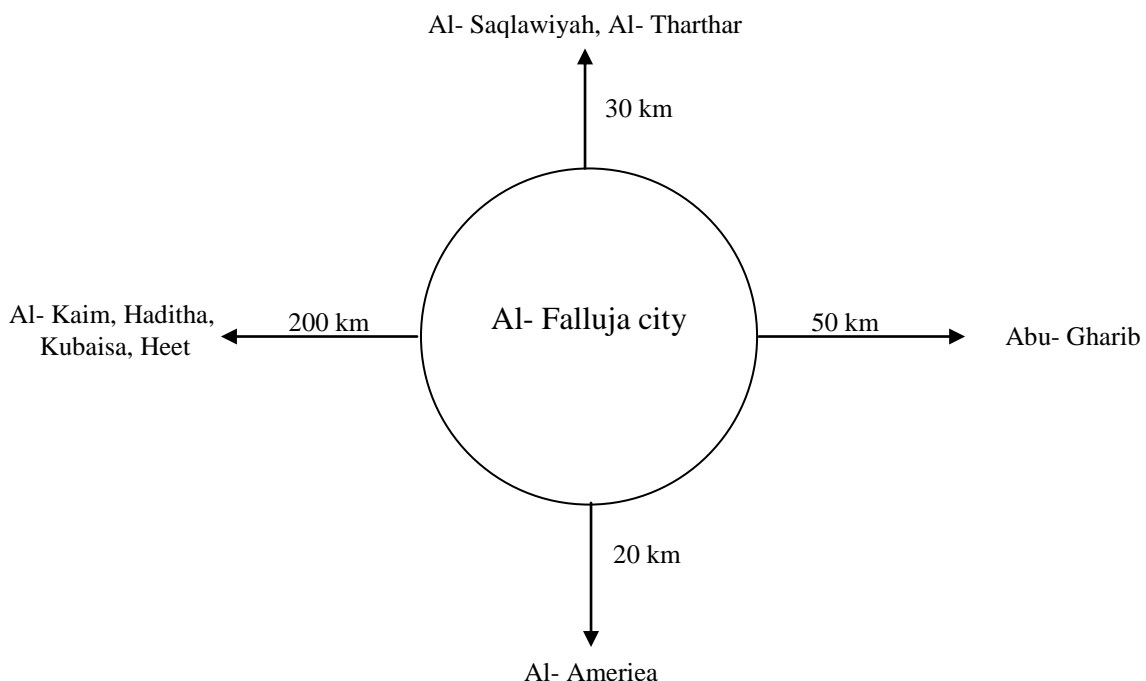 Al- Saqlawiyah, Al- Tharthar
30 km
Al- Kaim, Haditha,
Kubaisa, Heet
200 km
Al- Falluja city
50 km
Abu- Gharib
20 km
Al- Ameriea